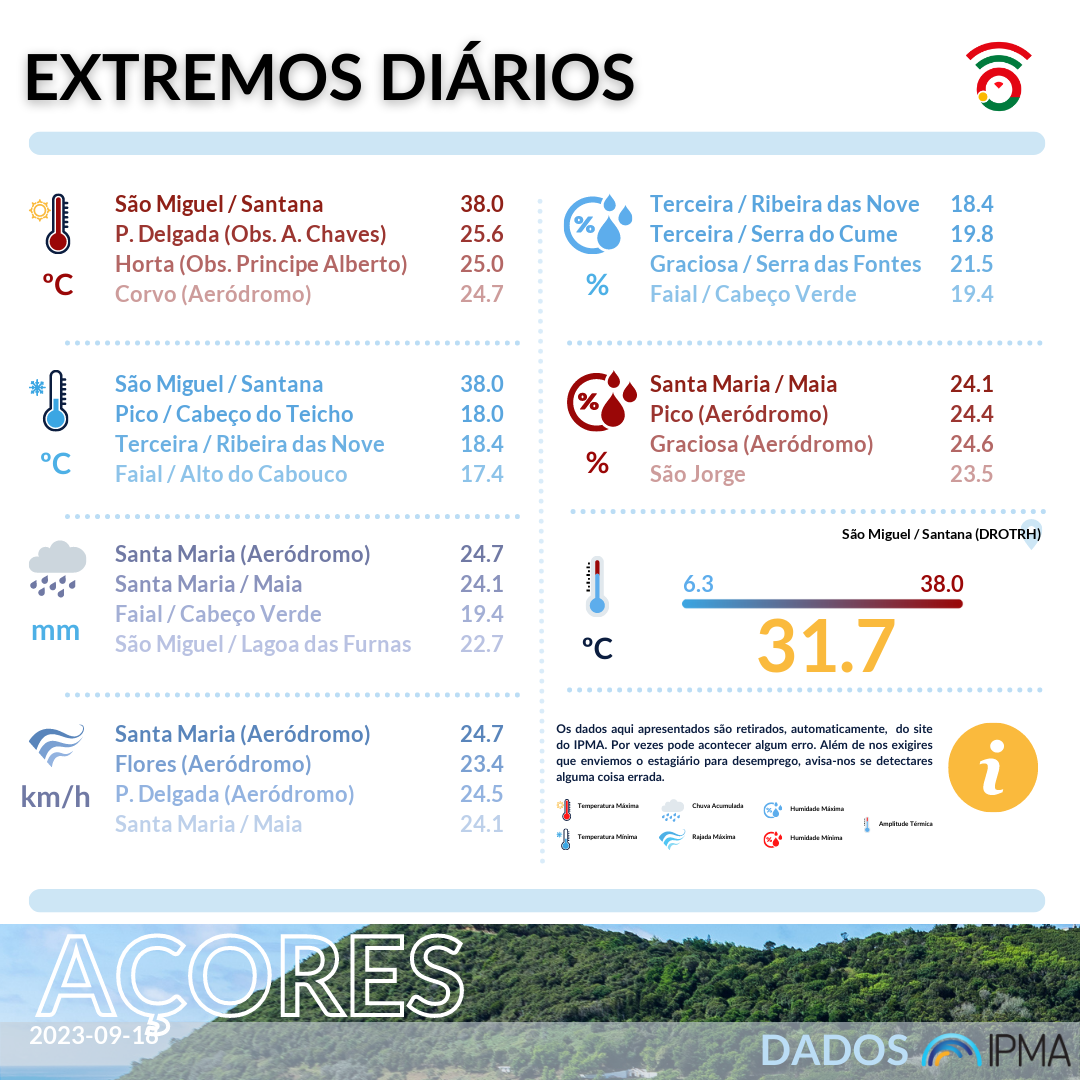 EXTREMOS DIÁRIOS
São Miguel / Santana 38.0
P. Delgada (Obs. A. Chaves) 25.6
Horta (Obs. Principe Alberto) 25.0
Corvo (Aeródromo) 24.7
ºC
São Miguel / Santana 38.0
Pico / Cabeço do Teicho 18.0
Terceira / Ribeira das Nove 18.4
Faial / Alto do Cabouco 17.4
ºC
Santa Maria (Aeródromo) 24.7
Santa Maria / Maia 24.1
Faial / Cabeço Verde 19.4
São Miguel / Lagoa das Furnas 22.7
mm
Santa Maria (Aeródromo) 24.7
Flores (Aeródromo) 23.4
P. Delgada (Aeródromo) 24.5
Santa Maria / Maia 24.1
km/h
%
Terceira / Ribeira das Nove 18.4
Terceira / Serra do Cume 19.8
Graciosa / Serra das Fontes 21.5
Faial / Cabeço Verde 19.4
%
%
Santa Maria / Maia 24.1
Pico (Aeródromo) 24.4
Graciosa (Aeródromo) 24.6
São Jorge 23.5
%
São Miguel / Santana (DROTRH)
6.3 38.0
31.7
ºC
Os dados aqui apresentados são retirados, automaticamente, do site
do IPMA. Por vezes pode acontecer algum erro. Além de nos exigires
que enviemos o estagiário para desemprego, avisa-nos se detectares
alguma coisa errada.
i
Temperatura Máxima
Chuva Acumulada
Humidade Máxima
Amplitude Térmica
Temperatura Mínima
Rajada Máxima
Humidade Mínima
AÇORES
2023-09-18
DADOS IPMA